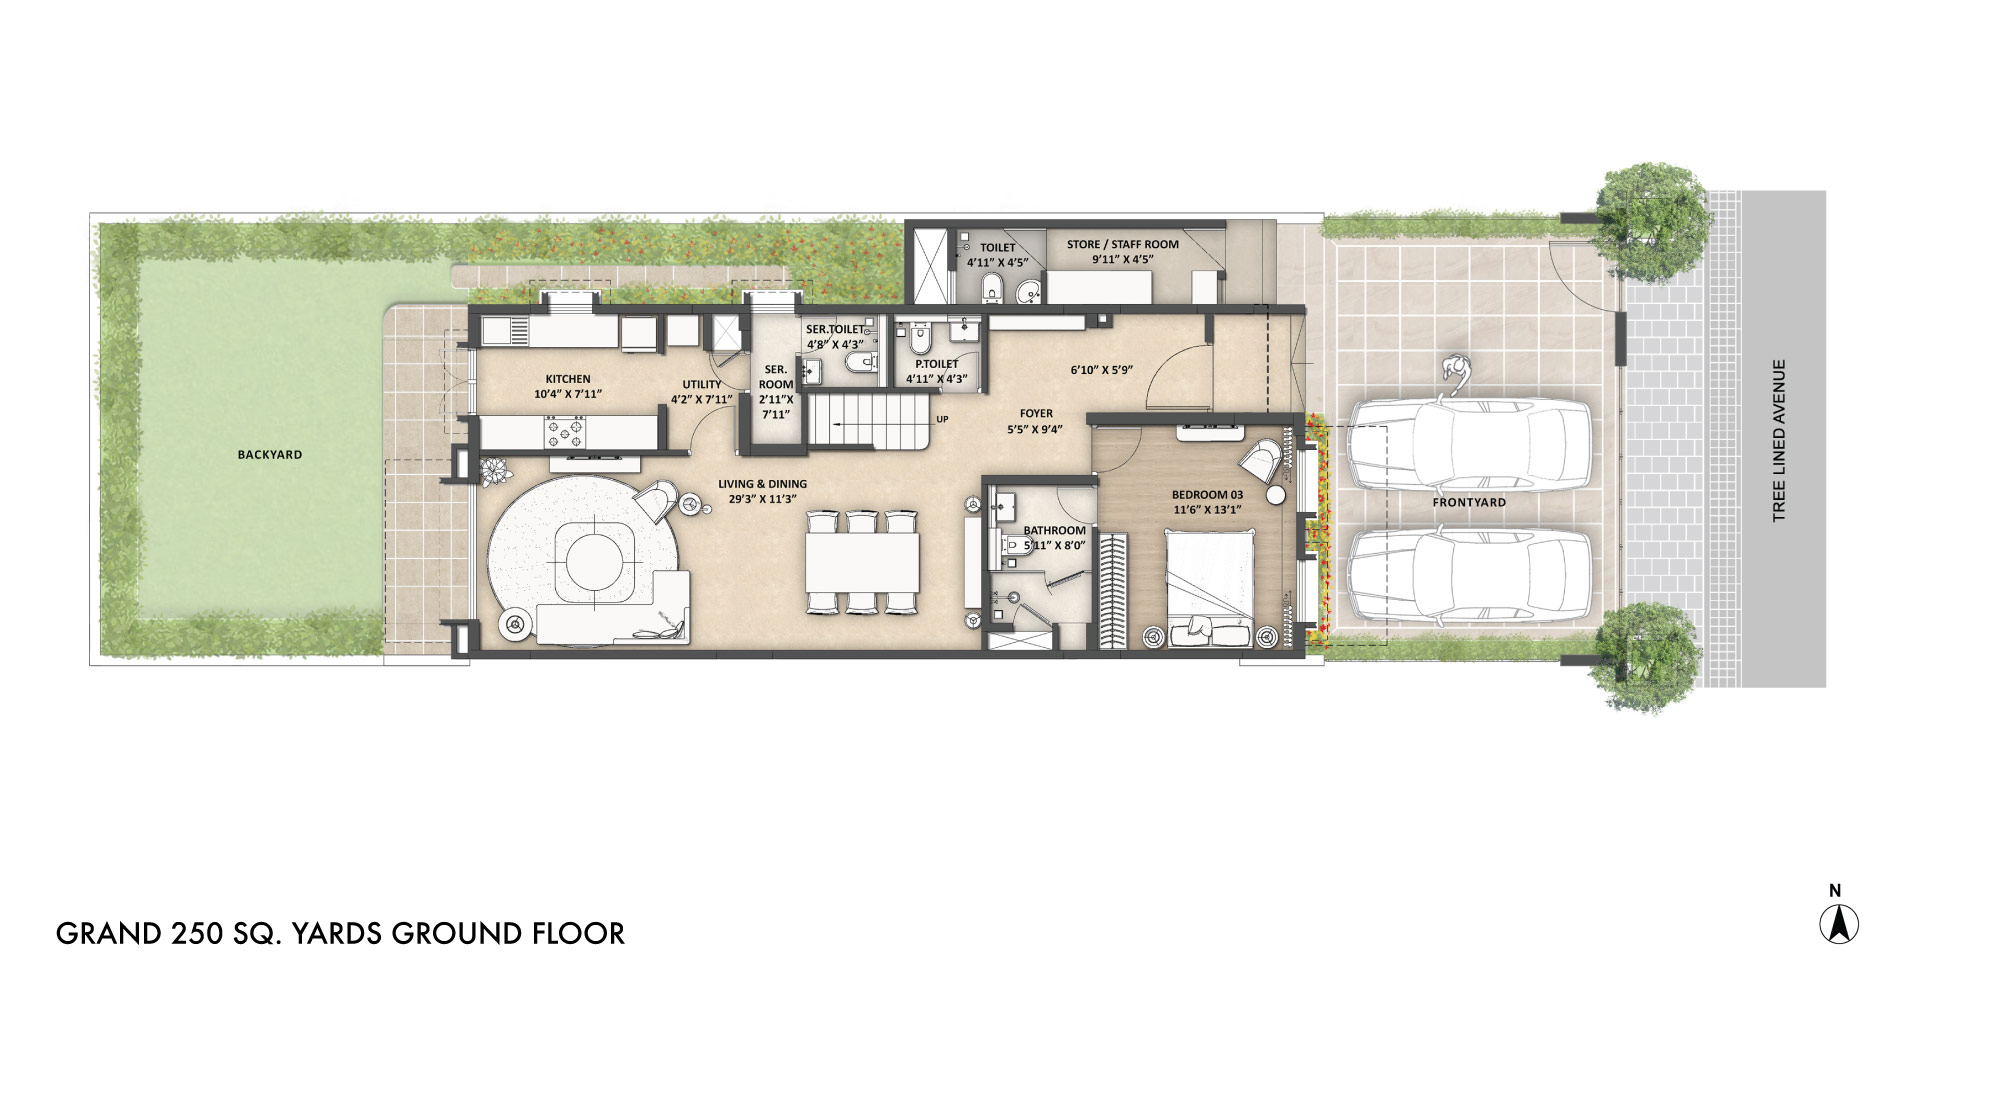 TOILET
4'11" X 4'5"
STORE / STAFF ROOM
9'11" X 4'5"
SER.TOILET
4'8" X 4'3"
P.TOILET
4'11" X 4'3"
6'10" X 5'9"
KITCHEN
10'4" X 7'11"
UTILITY
4'2" X 7'11"
SER.
ROOM
2'11"X
7'11"
UP
FOYER
5'5" X 9'4"
BACKYARD
LIVING & DINING
29'3" X 11'3"
BEDROOM 03
11'6" X 13'1"
BATHROOM
5'11" X 8'0"
FRONTYARD
TREE LINED AVENUE
N
GRAND 250 SQ. YARDS GROUND FLOOR